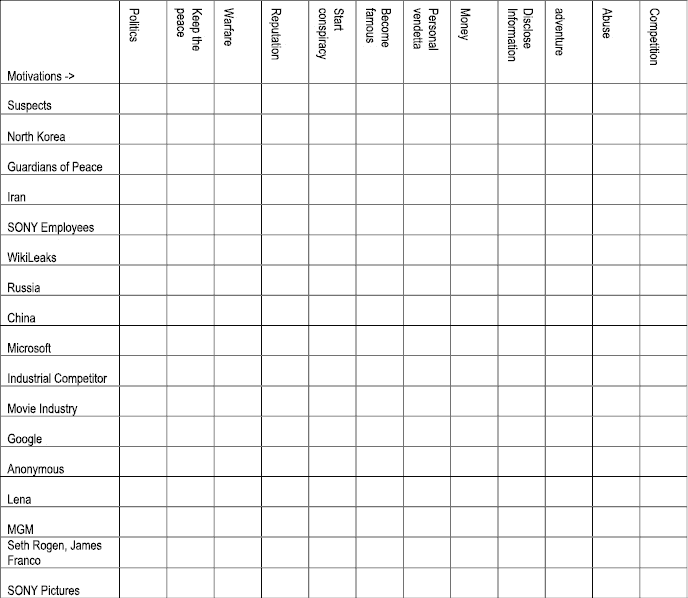 Motivations ->
Politics
Keep the
peace
Warfare
Reputation
Start
conspiracy
Become
famous
Personal
vendetta
Money
Disclose
Information
adventure
Abuse
Competition
Suspects
North Korea
Guardians of Peace
Iran
SONY Employees
WikiLeaks
Russia
China
Microsoft
Industrial Competitor
Movie Industry
Google
Anonymous
Lena
MGM
Seth Rogen, James
Franco
SONY Pictures